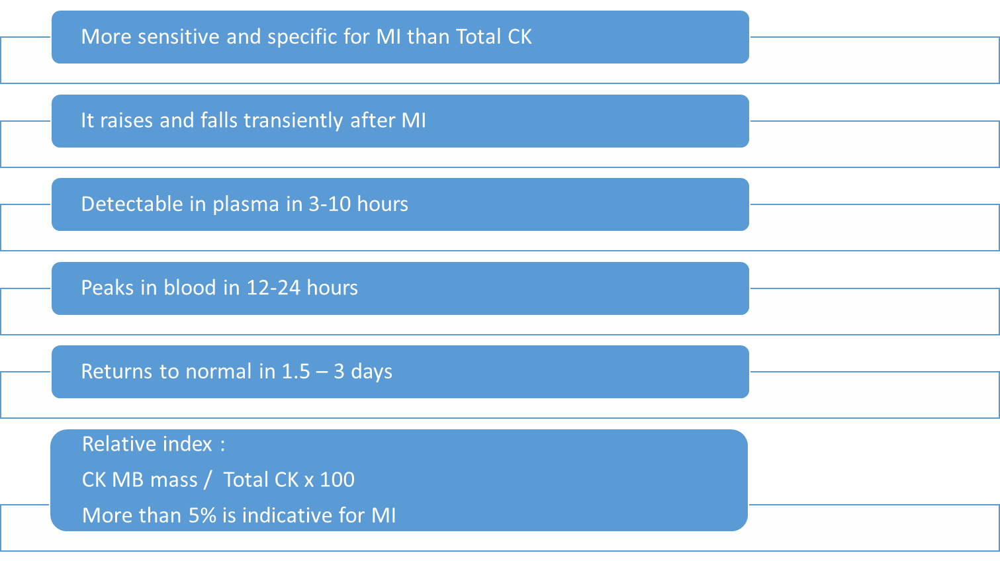 More sensitive and specific for MI than Total CK
It raises and falls transiently after MI
Detectable in plasma in 3-10 hours
Peaks in blood in 12-24 hours
Returns to normal in 1.5 – 3 days
Relative index :
CK MB mass / Total CK x 100
More than 5% is indicative for MI